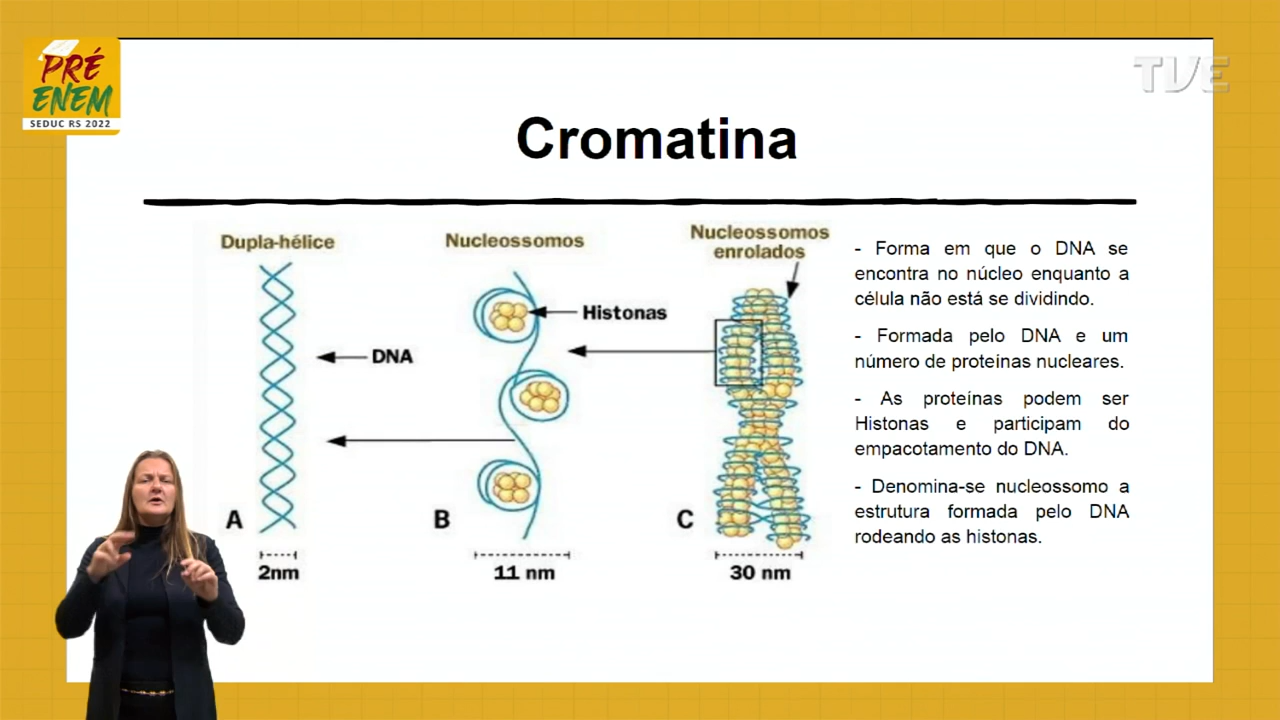 PRÉ
ENEM
SEDUC RS 2022
TVE
Cromatina
Dupla-hélice
Nucleossomos
Nucleossomos
enrolados
Histonas
DNA
A
B
C
2nm
11 nm
30 nm
- Forma em que o DNA se
encontra no núcleo enquanto a
célula não está se dividindo.
- Formada pelo DNA e um
número de proteínas nucleares.
- As proteínas podem ser
Histonas e participam do
empacotamento do DNA.
- Denomina-se nucleossomo a
estrutura formada pelo DNA
rodeando as histonas.